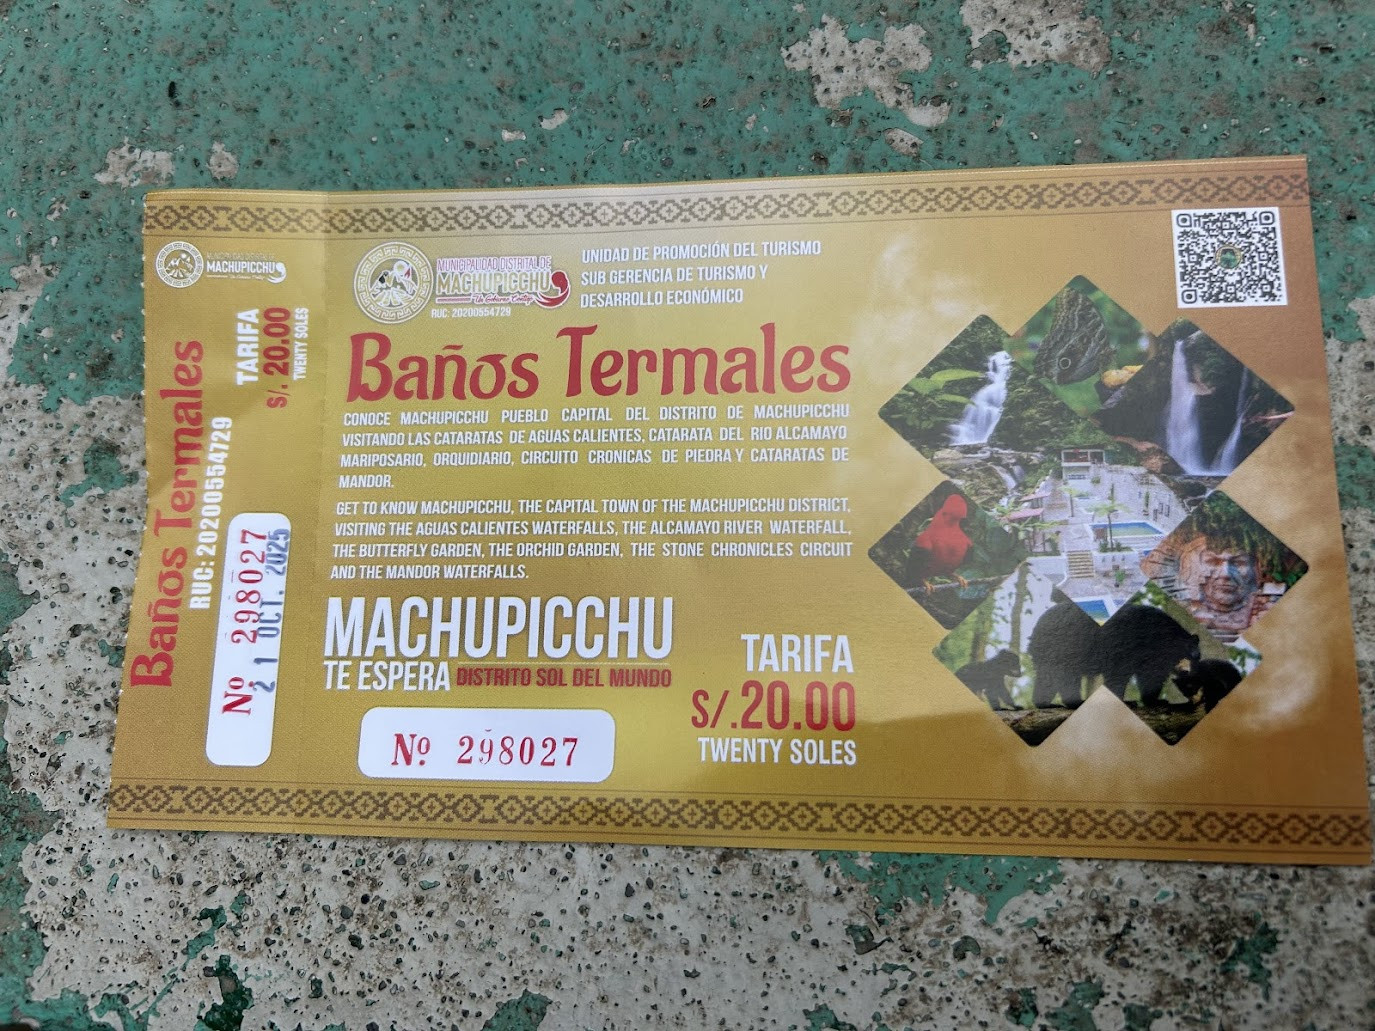 MUNICIPALIDAD DISTRITAL DE
MACHUPICCHU
TARIFA
S/. 20.00
TWENTY SOLES
Baños Termales
RUC: 20200554729
Nº 298027
21 OCT. 2025
MUNICIPALIDAD DISTRITAL DE
MACHUPICCHU
RUC: 20200554729
UNIDAD DE PROMOCIÓN DEL TURISMO
SUB GERENCIA DE TURISMO Y
DESARROLLO ECONÓMICO
Baños Termales
CONOCE MACHUPICCHU PUEBLO CAPITAL DEL DISTRITO DE MACHUPICCHU
VISITANDO LAS CATARATAS DE AGUAS CALIENTES, CATARATA DEL RIO ALCAMAYO
MARIPOSARIO, ORQUIDIARIO, CIRCUITO CRONICAS DE PIEDRA Y CATARATAS DE
MANDOR.
GET TO KNOW MACHUPICCHU, THE CAPITAL TOWN OF THE MACHUPICCHU DISTRICT,
VISITING THE AGUAS CALIENTES WATERFALLS, THE ALCAMAYO RIVER WATERFALL,
THE BUTTERFLY GARDEN, THE ORCHID GARDEN, THE STONE CHRONICLES CIRCUIT
AND THE MANDOR WATERFALLS.
MACHUPICCHU
TE ESPERA DISTRITO SOL DEL MUNDO
Nº 298027
TARIFA
S/.20.00
TWENTY SOLES